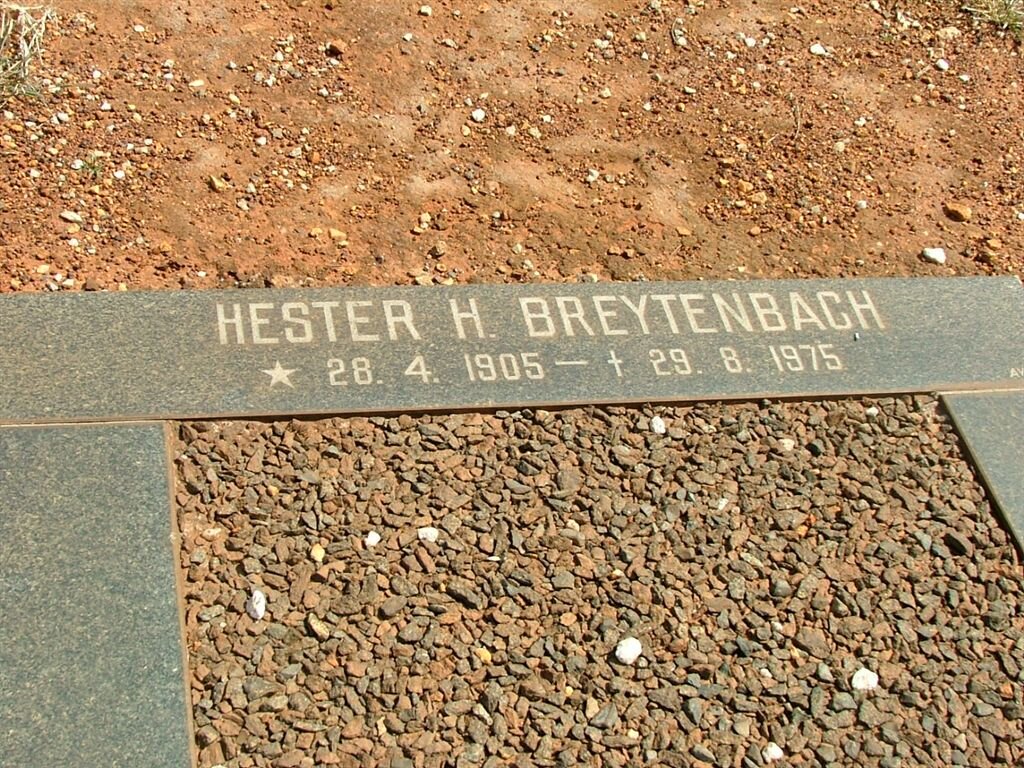 HESTER H. BREYTENBACH
★ 28. 4. 1905 — † 29. 8. 1975